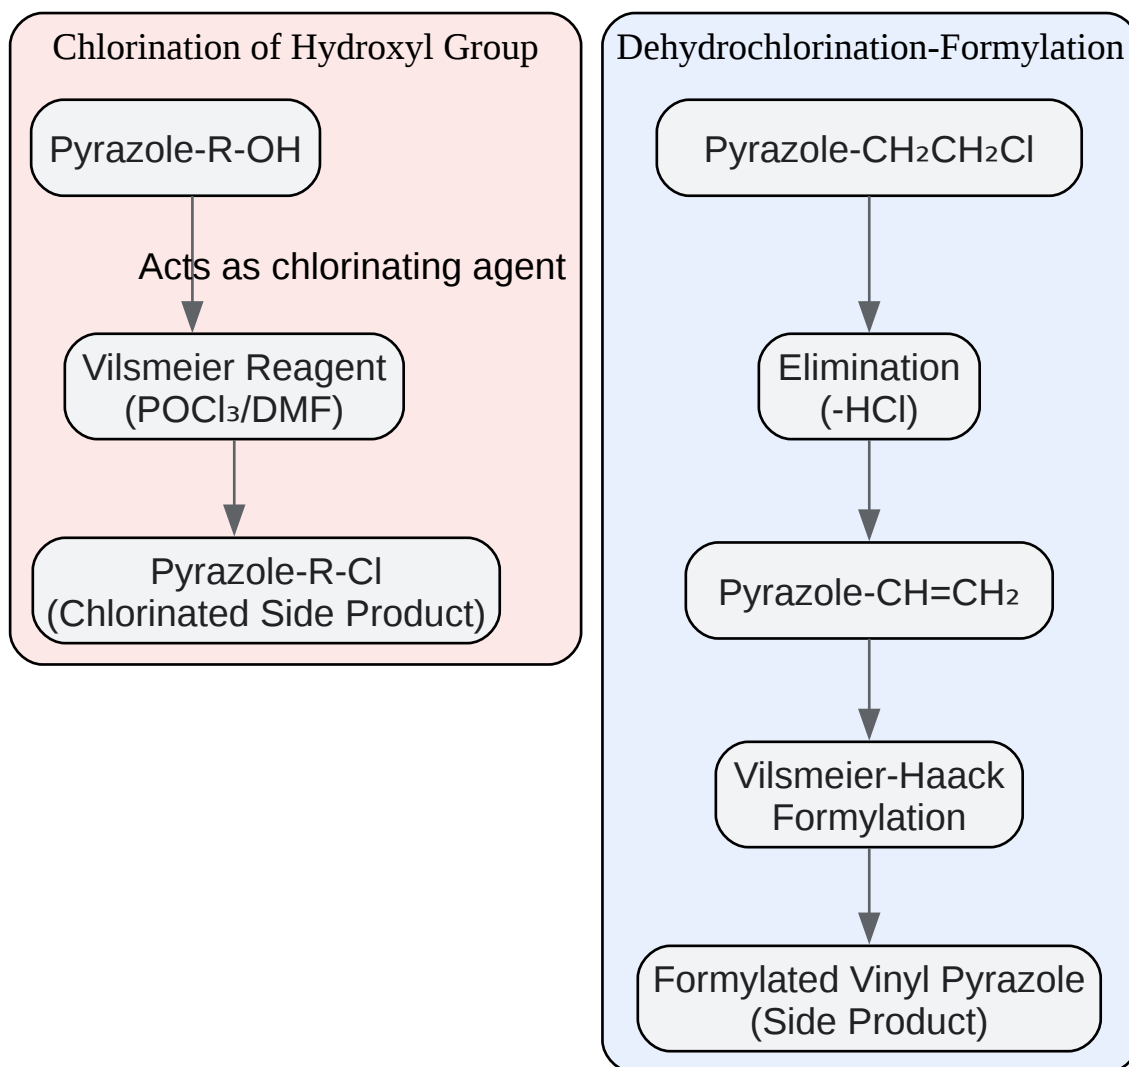 Chlorination of Hydroxyl Group
Pyrazole-R-OH
Acts as chlorinating agent
Vilsmeier Reagent
(POCl₃/DMF)
Pyrazole-R-Cl
(Chlorinated Side Product)
Dehydrochlorination-Formylation
Pyrazole-CH₂CH₂Cl
Elimination
(-HCl)
Pyrazole-CH=CH₂
Vilsmeier-Haack
Formylation
Formylated Vinyl Pyrazole
(Side Product)